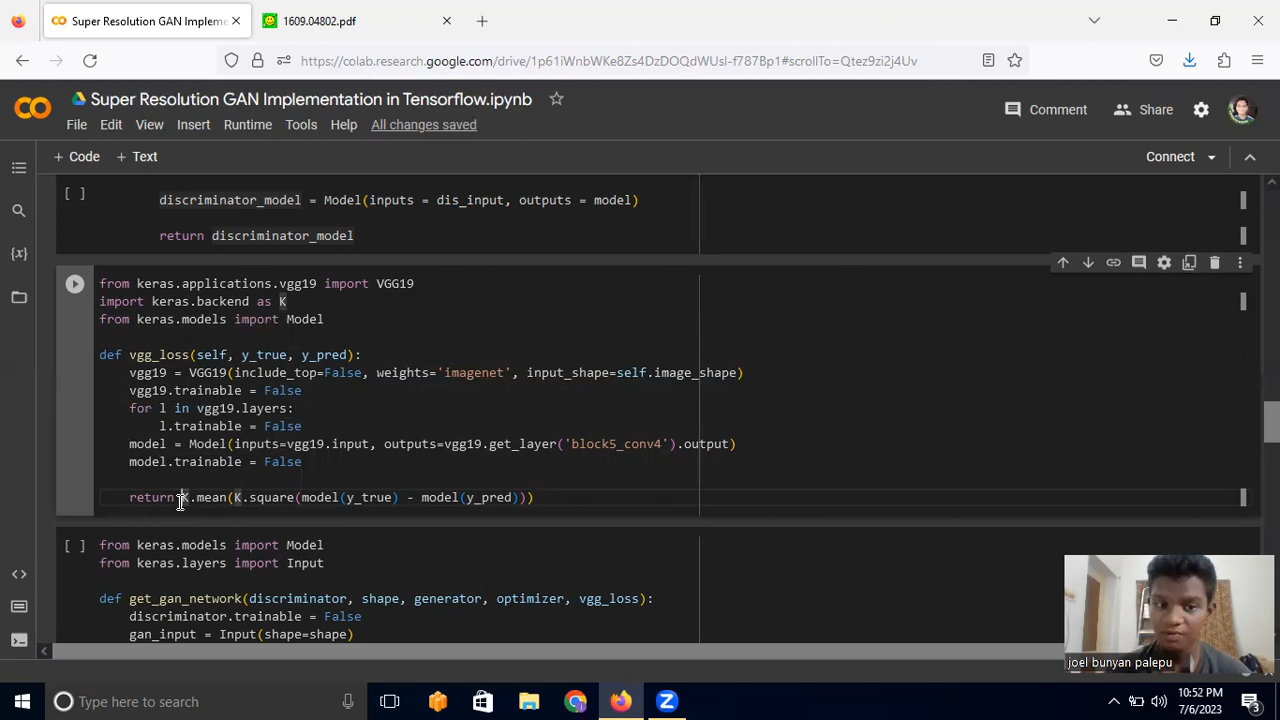 Super Resolution GAN Impleme
1609.04802.pdf
https://colab.research.google.com/drive/1p61iWnbWKe8Zs4DzDOQdWUsl-f787Bp1#scrollTo=Qtez9zi2j4Uv
Super Resolution GAN Implementation in Tensorflow.ipynb
Comment
Share
File Edit View Insert Runtime Tools Help All changes saved
+ Code + Text
Connect
[ ]
discriminator_model = Model(inputs = dis_input, outputs = model)
return discriminator_model
from keras.applications.vgg19 import VGG19
import keras.backend as K
from keras.models import Model
def vgg_loss(self, y_true, y_pred):
vgg19 = VGG19(include_top=False, weights='imagenet', input_shape=self.image_shape)
vgg19.trainable = False
for l in vgg19.layers:
l.trainable = False
model = Model(inputs=vgg19.input, outputs=vgg19.get_layer('block5_conv4').output)
model.trainable = False
return K.mean(K.square(model(y_true) - model(y_pred)))
[ ]
from keras.models import Model
from keras.layers import Input
def get_gan_network(discriminator, shape, generator, optimizer, vgg_loss):
discriminator.trainable = False
gan_input = Input(shape=shape)
joel bunyan palepu
Type here to search
10:52 PM
7/6/2023
3